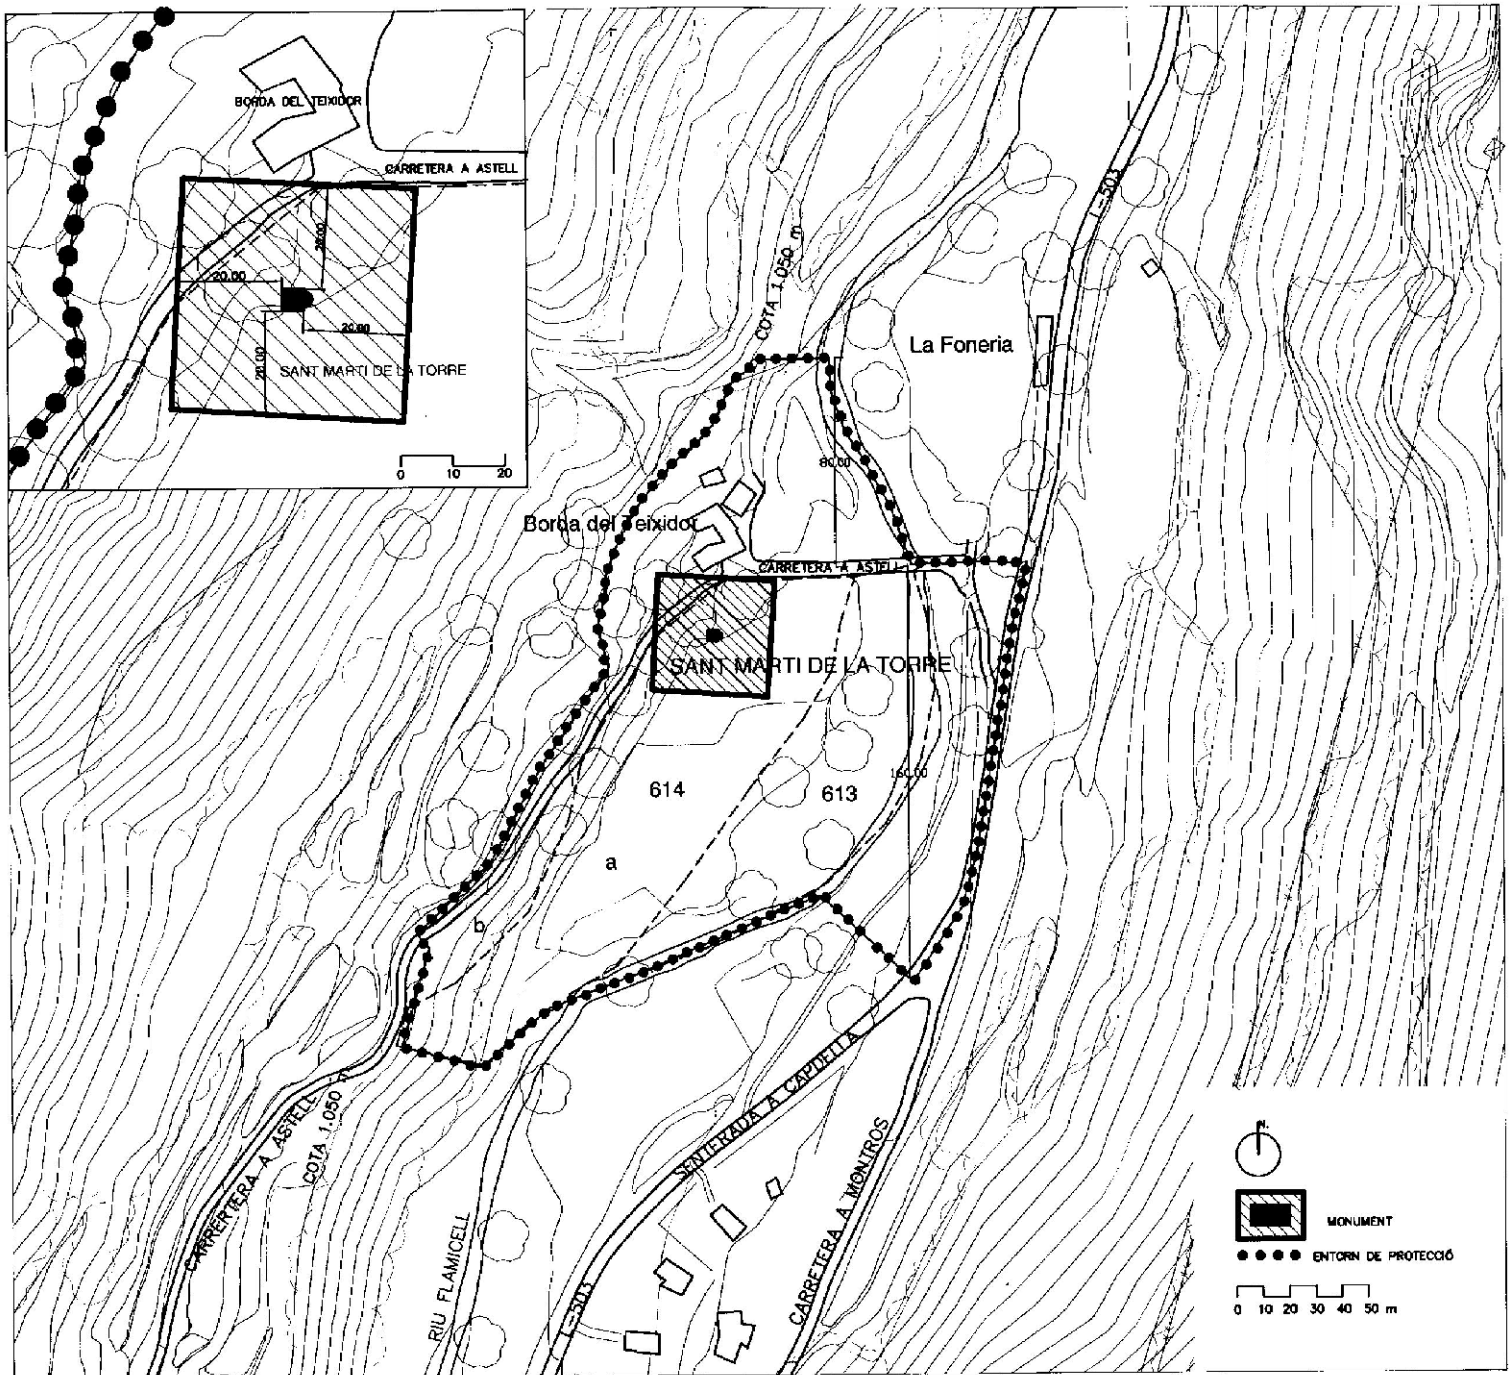 BORDA DEL TEIXIDOR
CARRETERA A ASTELL
20.00
20.00
20.00
20.00
SANT MARTI DE LA TORRE
0 10 20
L-503
COTA 1.050 m
La Foneria
80.00
Borda del Teixidor
CARRETERA A ASTELL
SANT MARTI DE LA TORRE
614
613
160.00
a
b
CARRERTERA A ASTELL
COTA 1.050 m
RIU FLAMICELL
SENTERADA A CAPDELLA
L-503
CARRETERA A MONTROS
N.
MONUMENT
ENTORN DE PROTECCIÓ
0 10 20 30 40 50 m